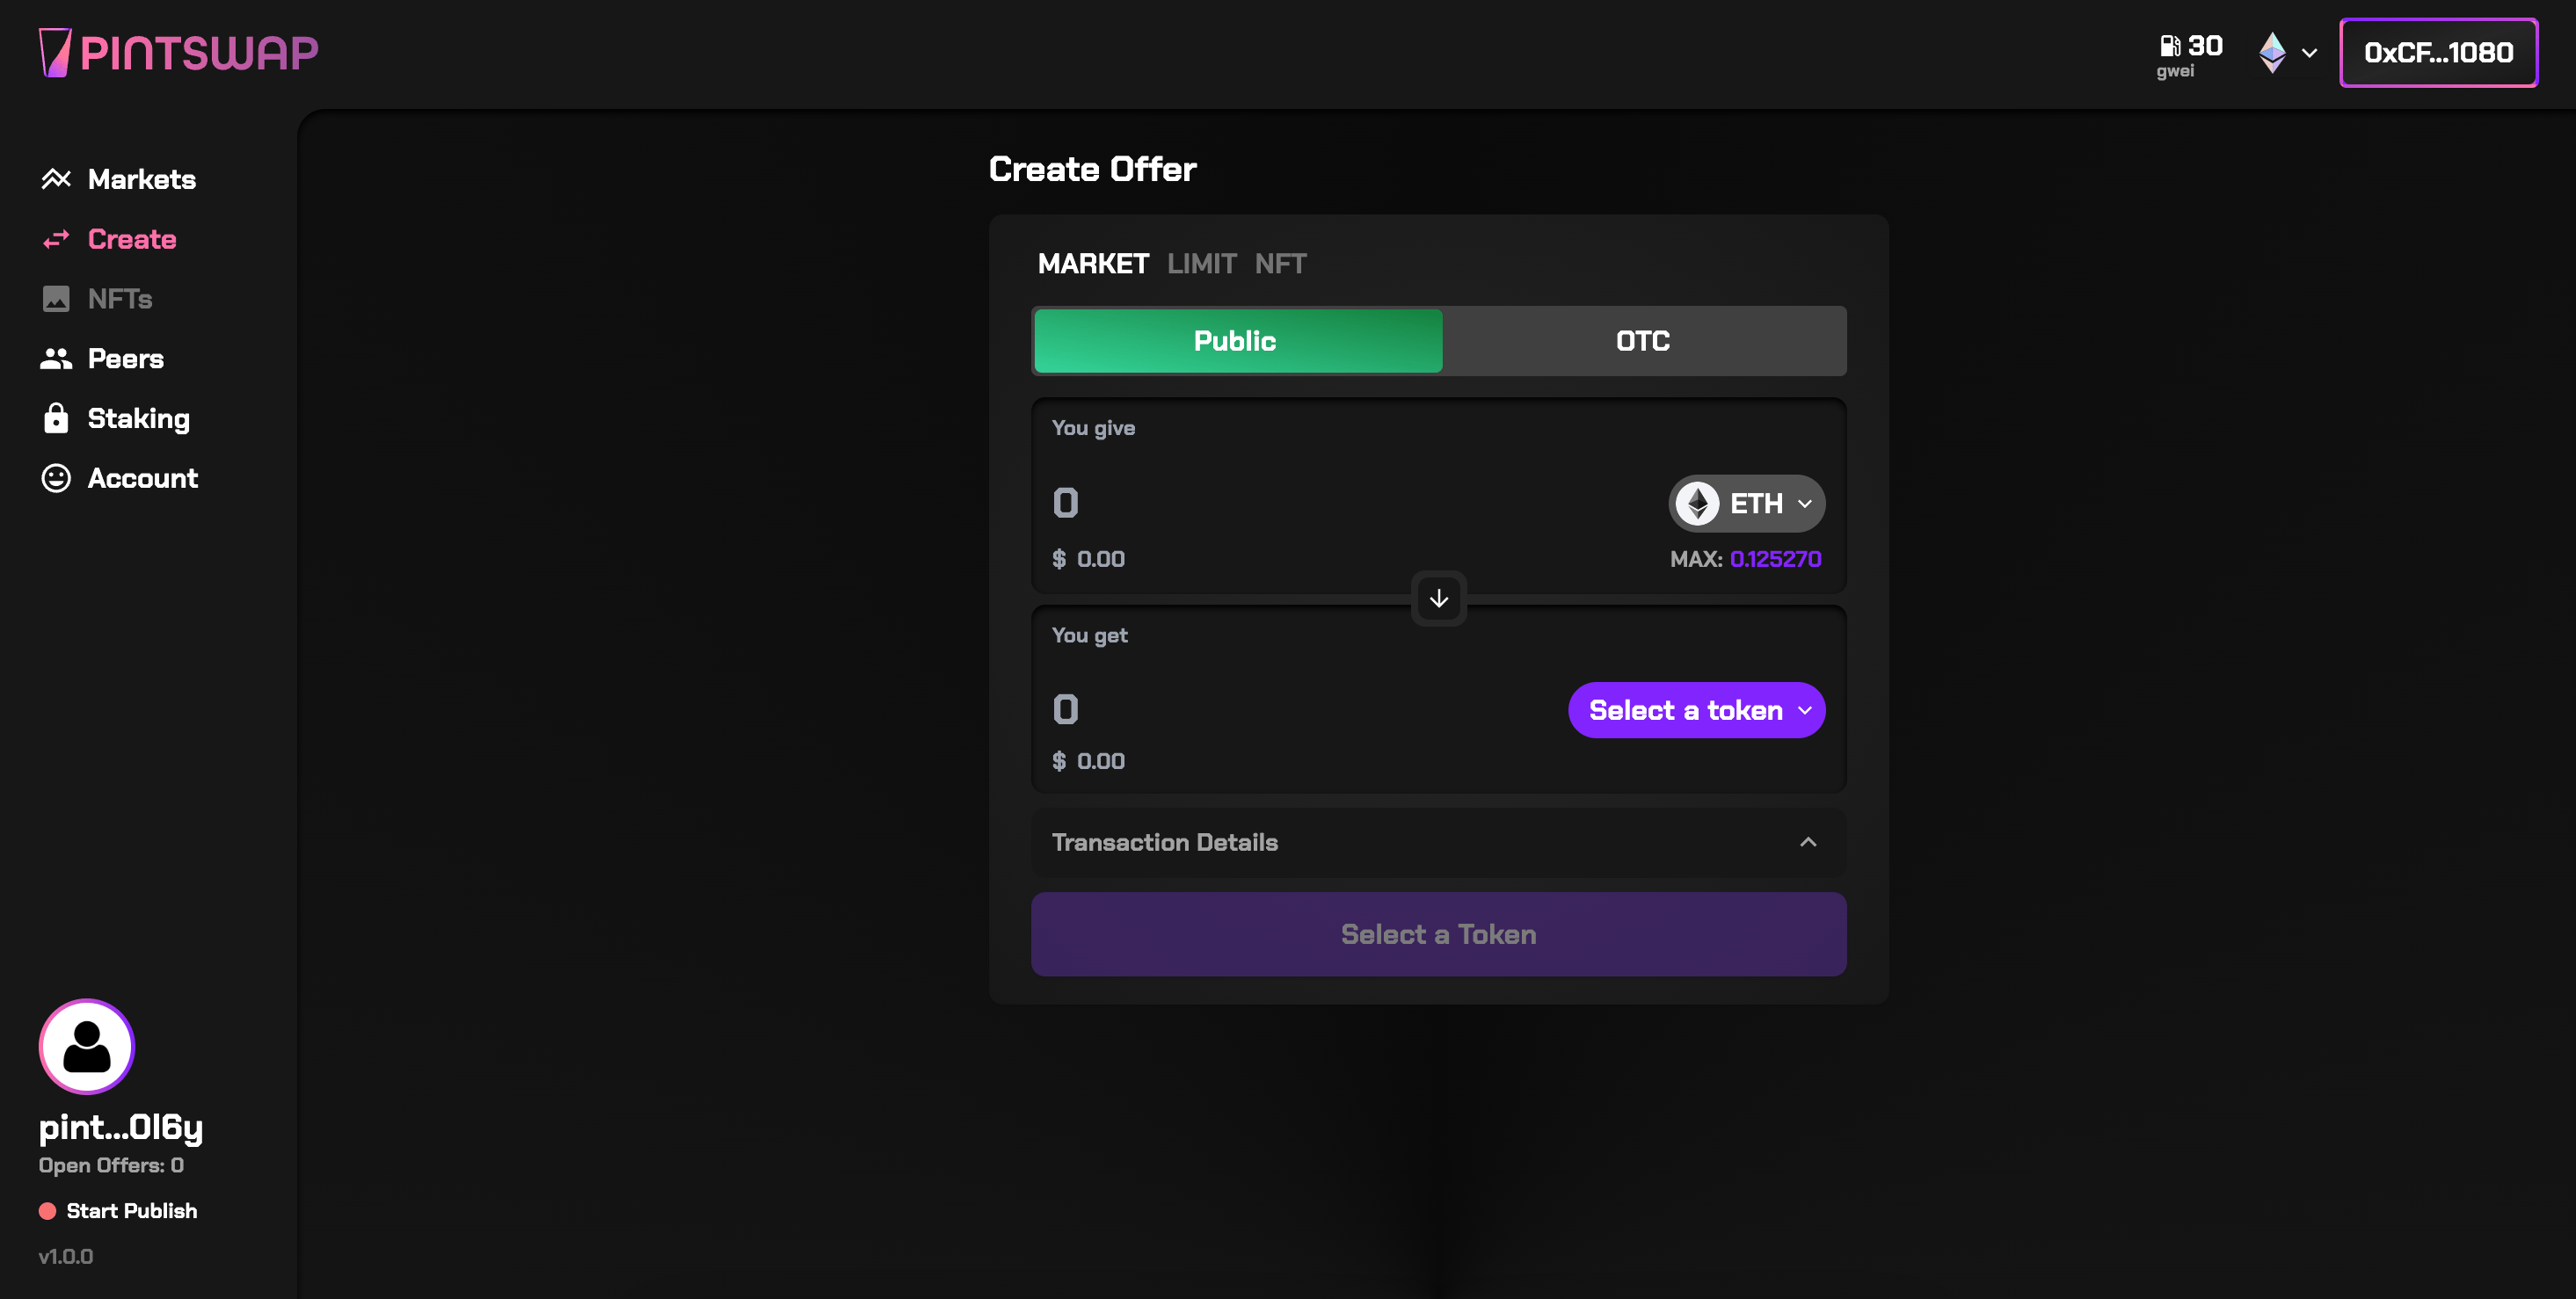 PINTSWAP
30
gwei
0xCF...1080
Markets
Create
NFTs
Peers
Staking
Account
Create Offer
MARKET LIMIT NFT
Public OTC
You give
0
ETH
$ 0.00
MAX: 0.125270
You get
0
Select a token
$ 0.00
Transaction Details
Select a Token
pint...0l6y
Open Offers: 0
Start Publish
v1.0.0